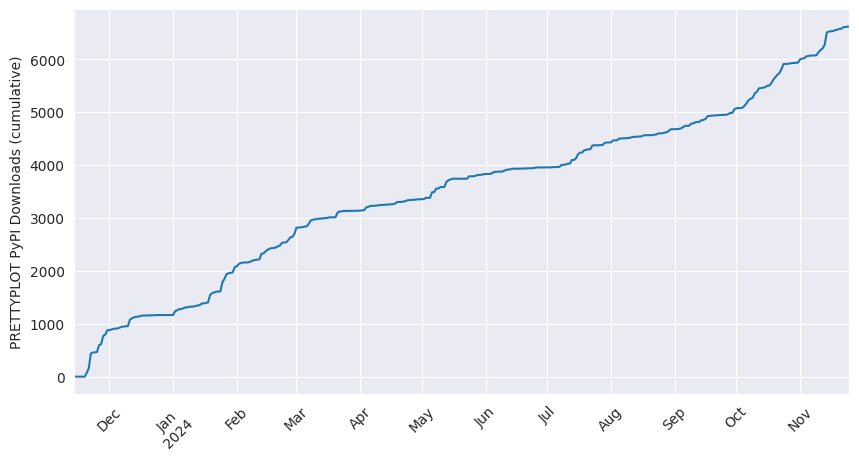 PRETTYPLOT PyPI Downloads (cumulative)
6000
5000
4000
3000
2000
1000
0
Dec
Jan
2024
Feb
Mar
Apr
May
Jun
Jul
Aug
Sep
Oct
Nov